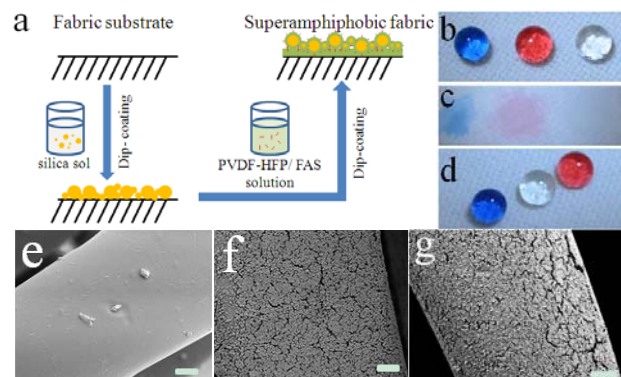 a
Fabric substrate
silica sol
Dip-coating
PVDF-HFP/ FAS
solution
Dip-coating
Superamphiphobic fabric
b
c
d
e
f
g